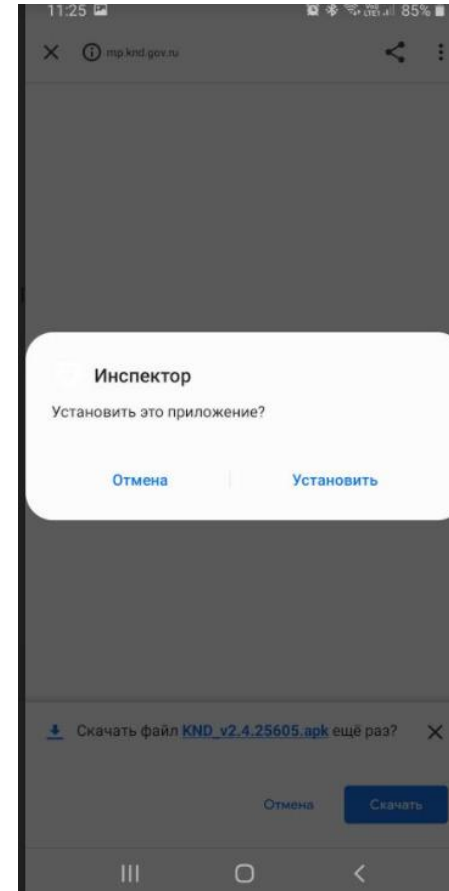 11:25 85%
mp.knd.gov.ru
Инспектор
Установить это приложение?
Отмена Установить
Скачать файл KND_v2.4.25605.apk ещё раз?
Отмена Скачать